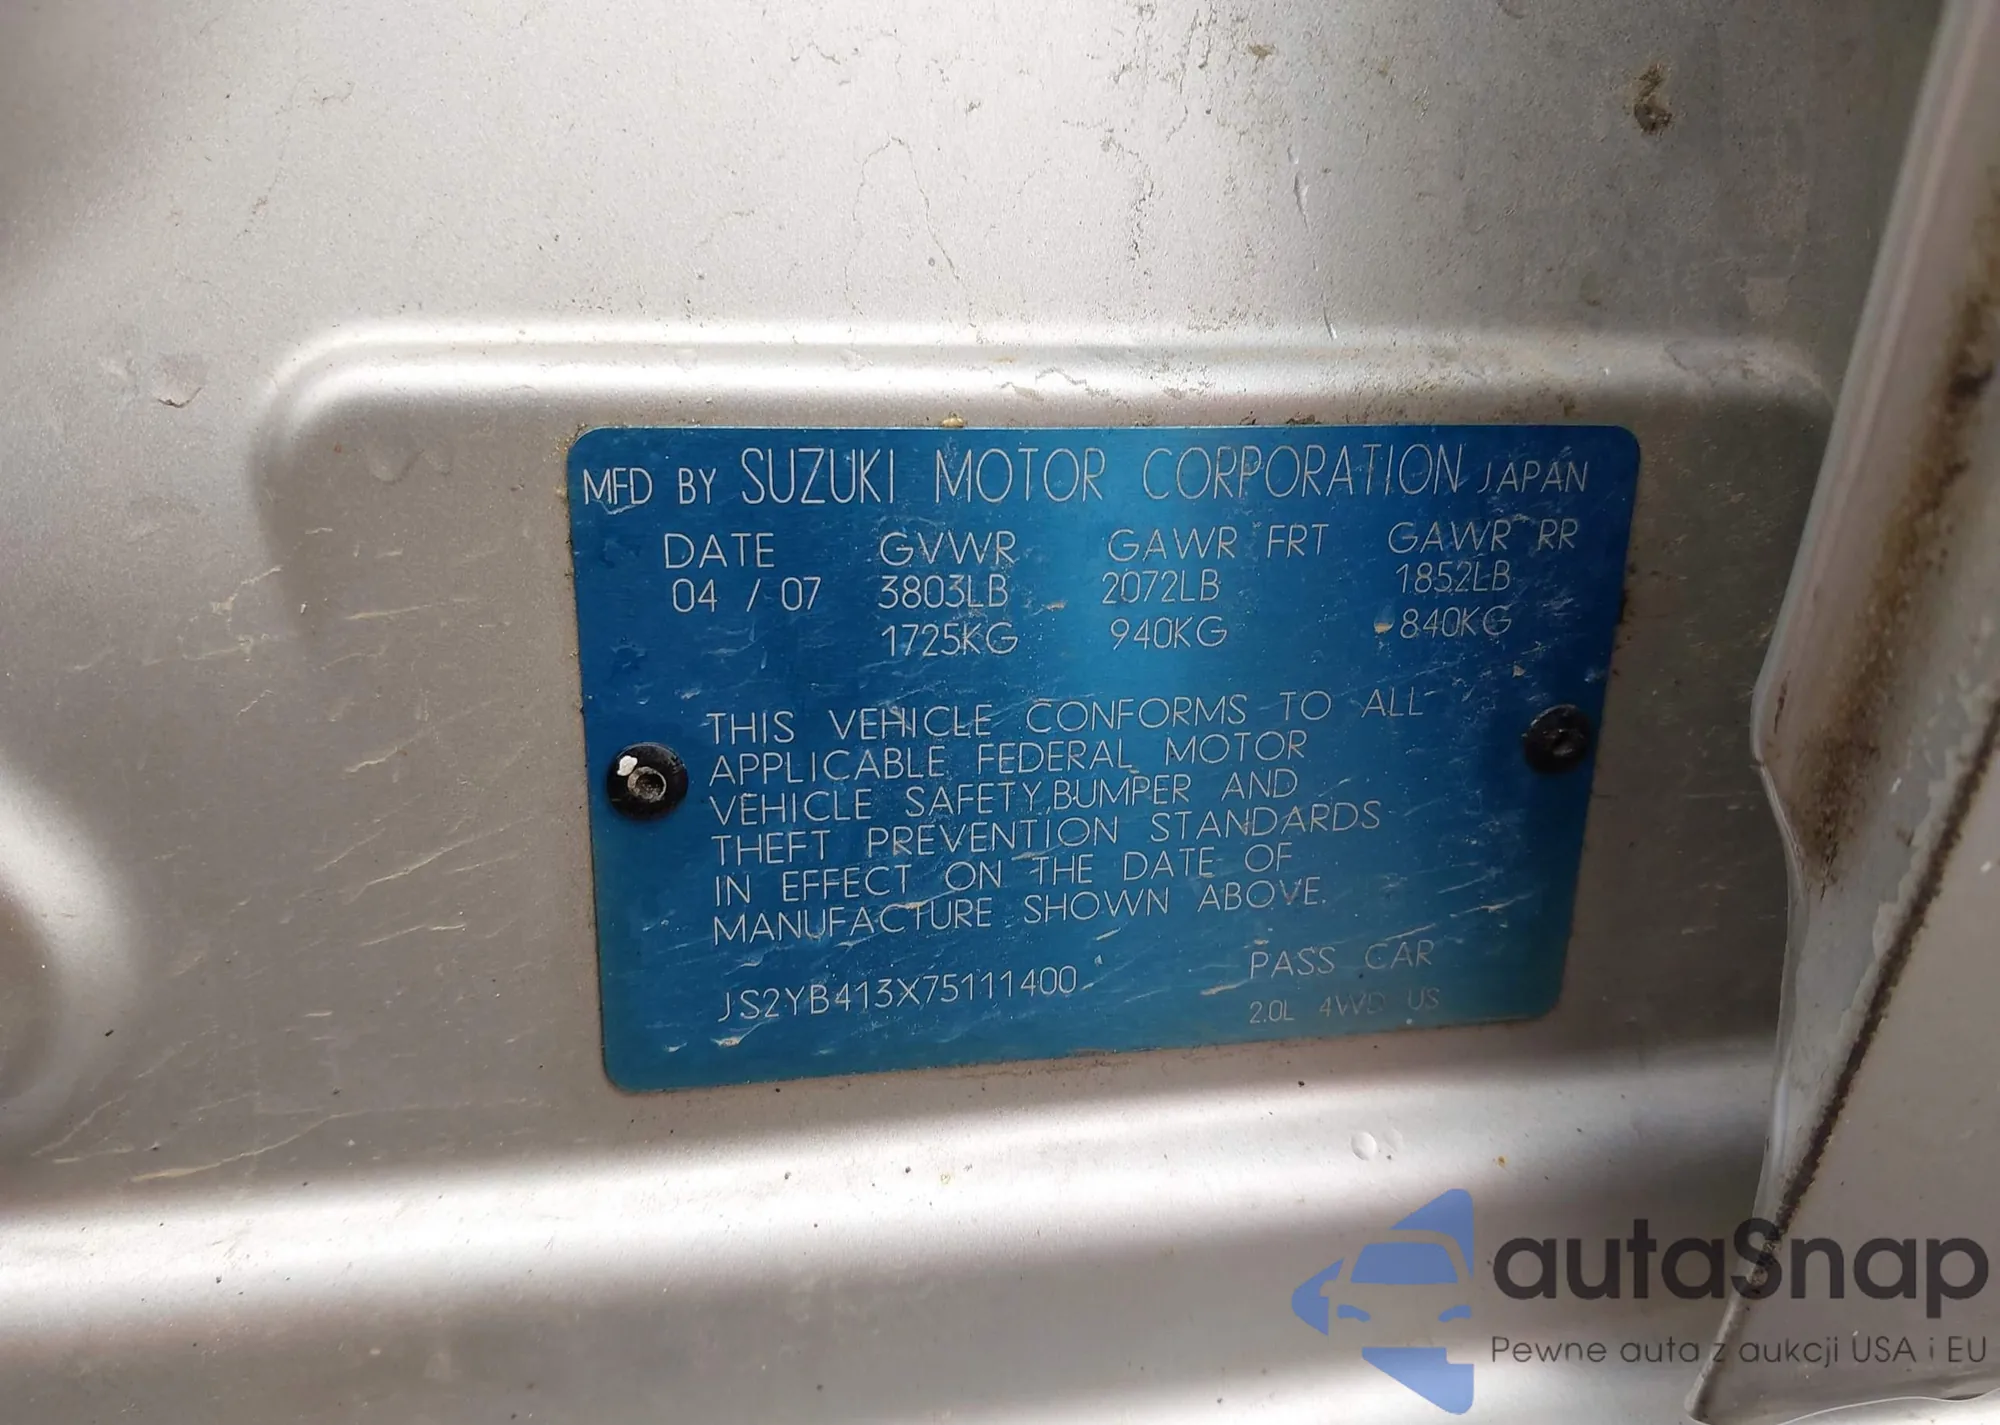 MFD BY SUZUKI MOTOR CORPORATION JAPAN
DATE GVWR GAWR FRT GAWR RR
04 / 07 3803LB 2072LB 1852LB
1725KG 940KG 840KG
THIS VEHICLE CONFORMS TO ALL
APPLICABLE FEDERAL MOTOR
VEHICLE SAFETY,BUMPER AND
THEFT PREVENTION STANDARDS
IN EFFECT ON THE DATE OF
MANUFACTURE SHOWN ABOVE.
JS2YB413X75111400 PASS CAR
2.0L 4WD US
autaSnap
Pewne auta z aukcji USA i EU